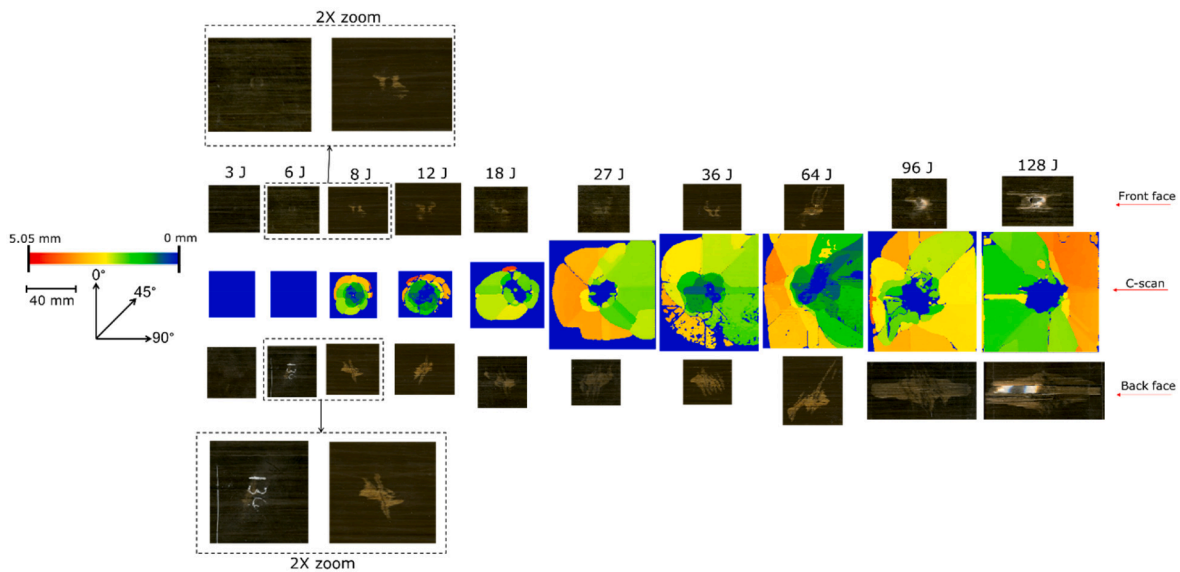 2X zoom
3 J 6 J 8 J 12 J 18 J 27 J 36 J 64 J 96 J 128 J
Front face
5.05 mm 0 mm
0°
40 mm
45°
90°
C-scan
Back face
2X zoom